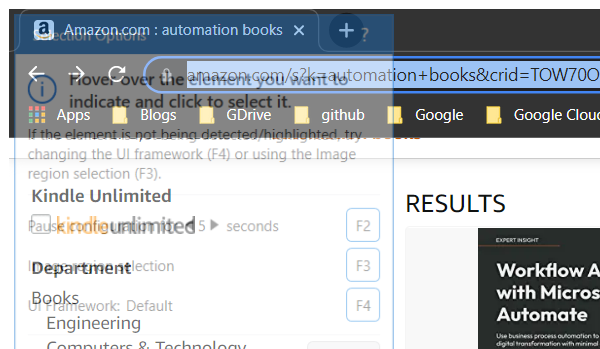 Amazon.com : automation books
Selection Options
?
amazon.com/s?k=automation+books&crid=TOW70O
Hover over the element you want to
indicate and click to select it.
Apps Blogs GDrive github Google Google Cloud
If the element is not being detected/highlighted, try
changing the UI framework (F4) or using the Image
region selection (F3).
books
Kindle Unlimited
RESULTS
kindleunlimited
Pause configuration for 5 seconds F2
Image region selection F3
Department
Books
UI Framework: Default F4
Engineering
Computers & Technology
EXPERT INSIGHT
Workflow A
with Micros
Automate
Use business process automation to
digital transformation with minimal